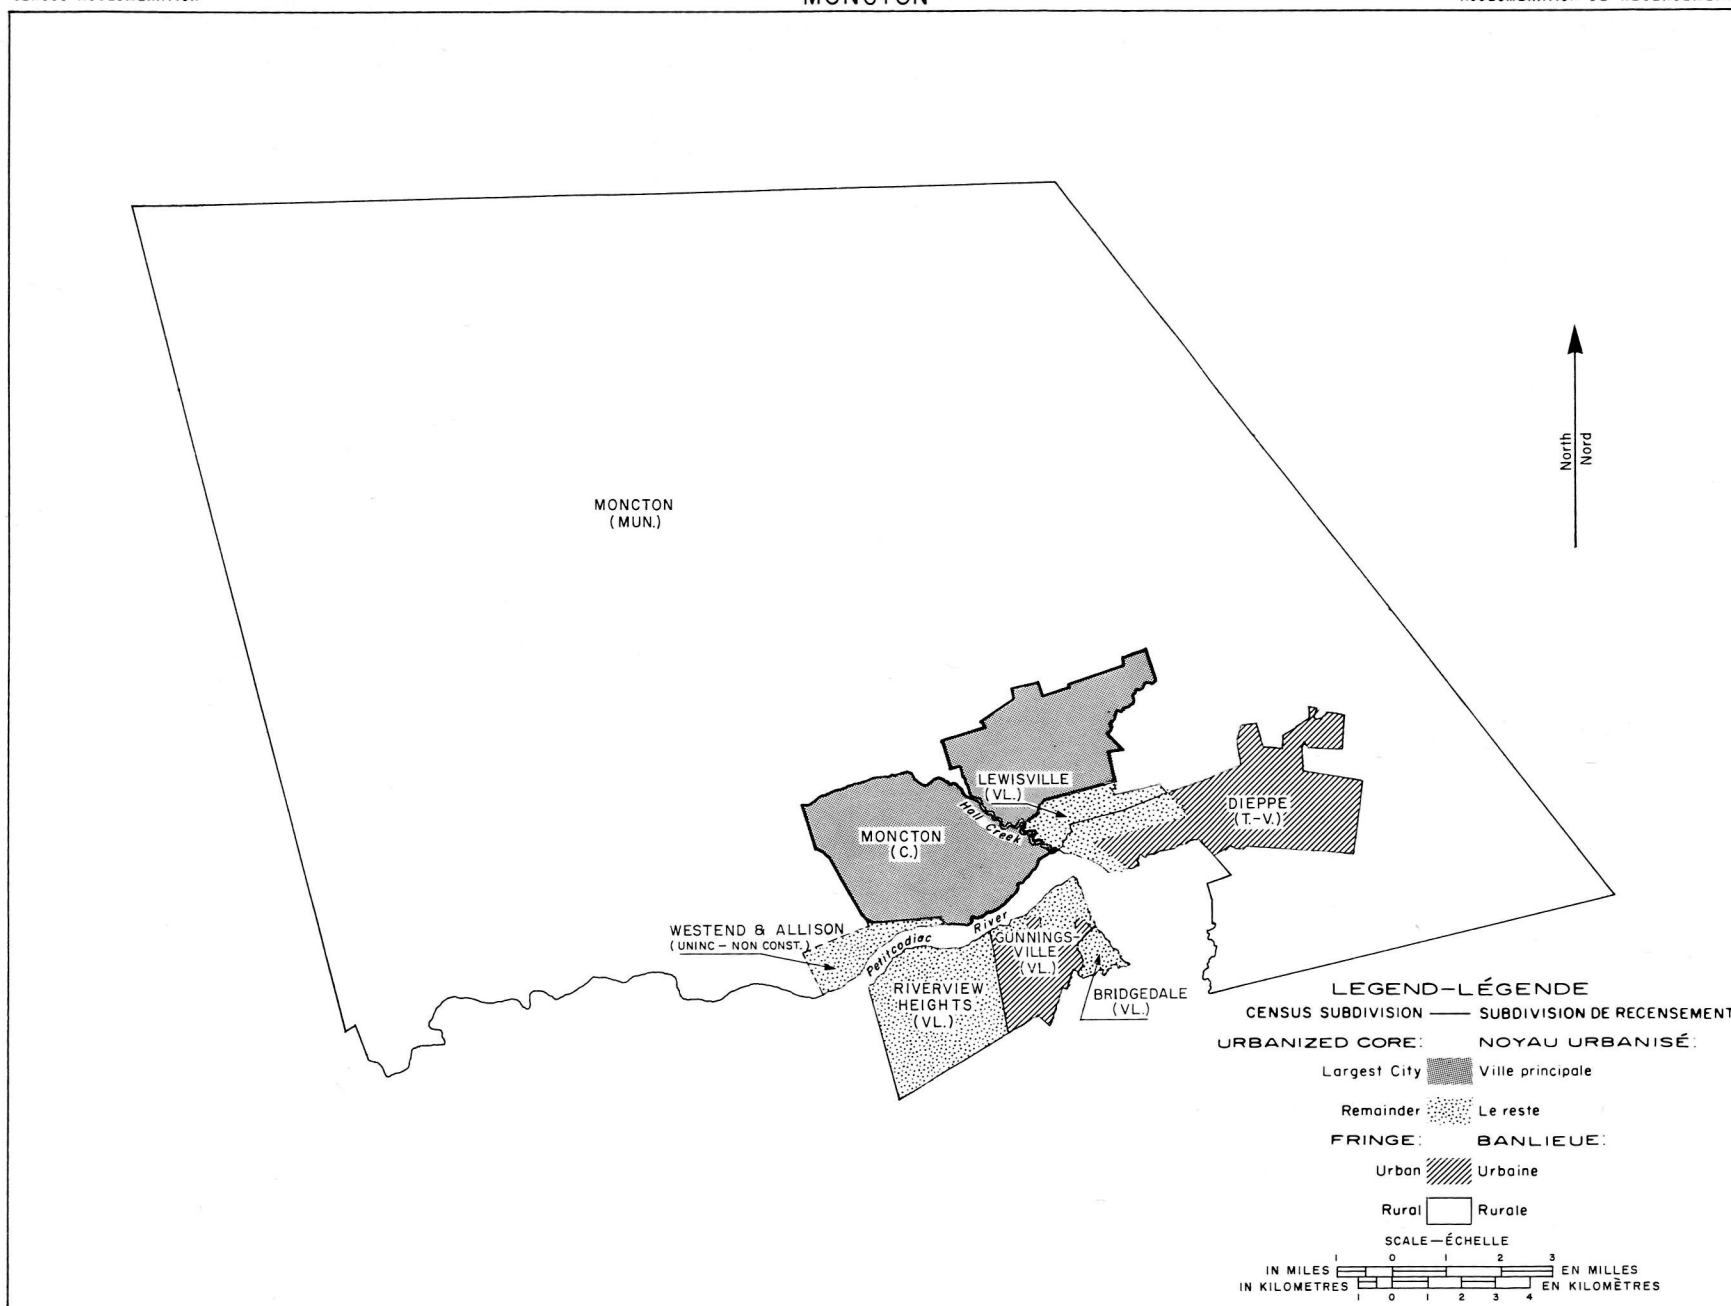 MONCTON
MONCTON
(MUN.)
North
Nord
LEWISVILLE
(VL.)
Hall Creek
DIEPPE
(T.-V.)
MONCTON
(C.)
WESTEND & ALLISON
(UNINC – NON CONST.)
Petitcodiac River
GUNNINGS-
VILLE
(VL.)
RIVERVIEW
HEIGHTS
(VL.)
BRIDGEDALE
(VL.)
LEGEND–LÉGENDE
CENSUS SUBDIVISION —— SUBDIVISION DE RECENSEMENT
URBANIZED CORE: NOYAU URBANISÉ:
Largest City Ville principale
Remainder Le reste
FRINGE: BANLIEUE:
Urban Urbaine
Rural Rurale
SCALE—ÉCHELLE
1 0 1 2 3
IN MILES EN MILLES
IN KILOMETRES EN KILOMÈTRES
1 0 1 2 3 4